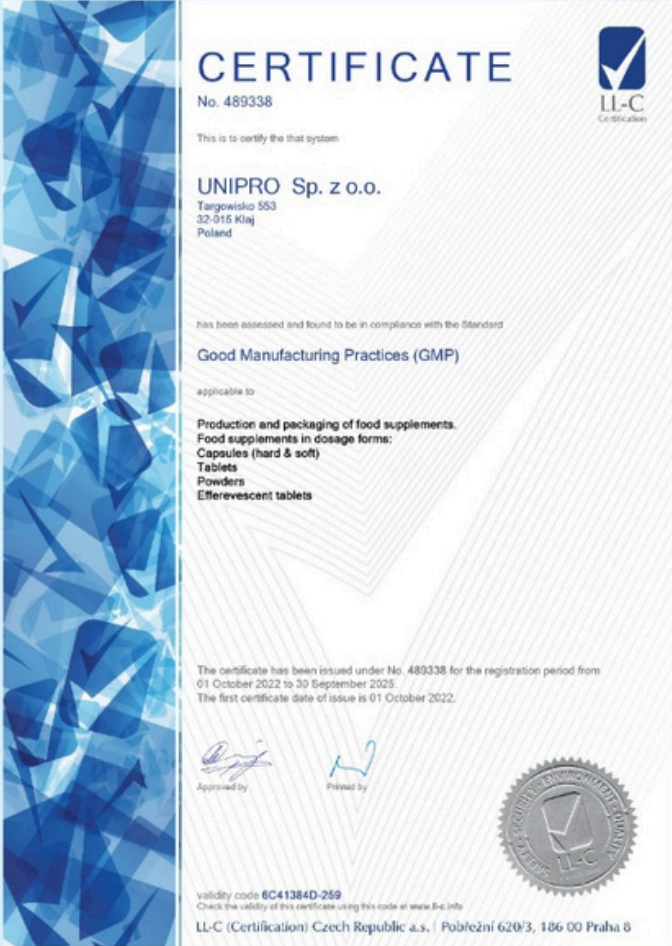 CERTIFICATE
No. 489338
LL-C
Certification
This is to certify the that system
UNIPRO Sp. z o.o.
Targowisko 553
32-015 Kłaj
Poland
has been assessed and found to be in compliance with the Standard
Good Manufacturing Practices (GMP)
applicable to
Production and packaging of food supplements.
Food supplements in dosage forms:
Capsules (hard & soft)
Tablets
Powders
Efferevescent tablets
The certificate has been issued under No. 489338 for the registration period from
01 October 2022 to 30 September 2025.
The first certificate date of issue is 01 October 2022.
Approved by
Printed by
SAFETY · SECURITY · ENVIRONMENT · QUALITY
LL-C
validity code 6C41384D-259
Check the validity of this certificate using this code at www.ll-c.info
LL-C (Certification) Czech Republic a.s. | Pobřežní 620/3, 186 00 Praha 8